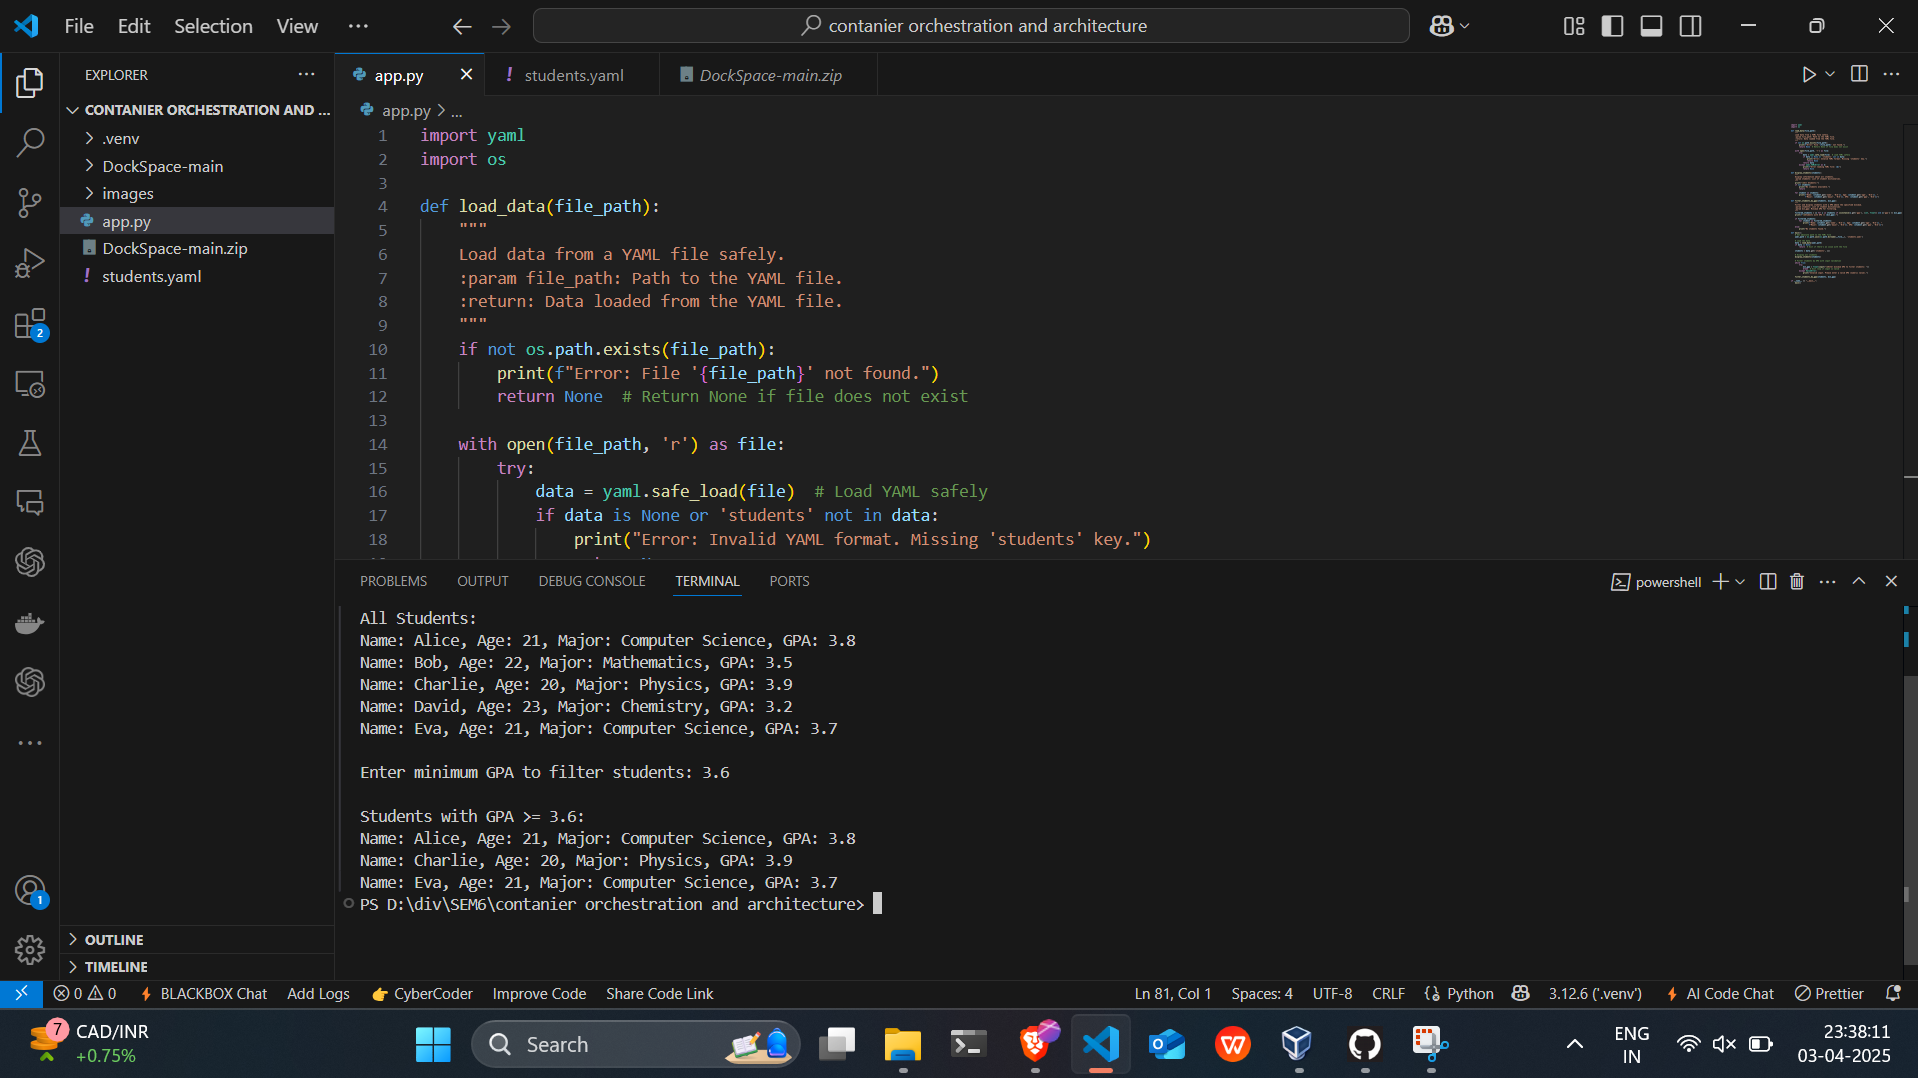 File Edit Selection View ···
contanier orchestration and architecture
EXPLORER ···
CONTANIER ORCHESTRATION AND ...
.venv
DockSpace-main
images
app.py
DockSpace-main.zip
students.yaml
OUTLINE
TIMELINE
2
1
app.py
! students.yaml
DockSpace-main.zip
app.py > ...
1 import yaml
2 import os
3
4 def load_data(file_path):
5 """
6 Load data from a YAML file safely.
7 :param file_path: Path to the YAML file.
8 :return: Data loaded from the YAML file.
9 """
10 if not os.path.exists(file_path):
11 print(f"Error: File '{file_path}' not found.")
12 return None # Return None if file does not exist
13
14 with open(file_path, 'r') as file:
15 try:
16 data = yaml.safe_load(file) # Load YAML safely
17 if data is None or 'students' not in data:
18 print("Error: Invalid YAML format. Missing 'students' key.")
PROBLEMS OUTPUT DEBUG CONSOLE TERMINAL PORTS
powershell
All Students:
Name: Alice, Age: 21, Major: Computer Science, GPA: 3.8
Name: Bob, Age: 22, Major: Mathematics, GPA: 3.5
Name: Charlie, Age: 20, Major: Physics, GPA: 3.9
Name: David, Age: 23, Major: Chemistry, GPA: 3.2
Name: Eva, Age: 21, Major: Computer Science, GPA: 3.7
Enter minimum GPA to filter students: 3.6
Students with GPA >= 3.6:
Name: Alice, Age: 21, Major: Computer Science, GPA: 3.8
Name: Charlie, Age: 20, Major: Physics, GPA: 3.9
Name: Eva, Age: 21, Major: Computer Science, GPA: 3.7
PS D:\div\SEM6\contanier orchestration and architecture>
0 0 BLACKBOX Chat Add Logs CyberCoder Improve Code Share Code Link Ln 81, Col 1 Spaces: 4 UTF-8 CRLF Python 3.12.6 ('.venv') AI Code Chat Prettier
7
CAD/INR
+0.75%
Search
ENG
IN
23:38:11
03-04-2025